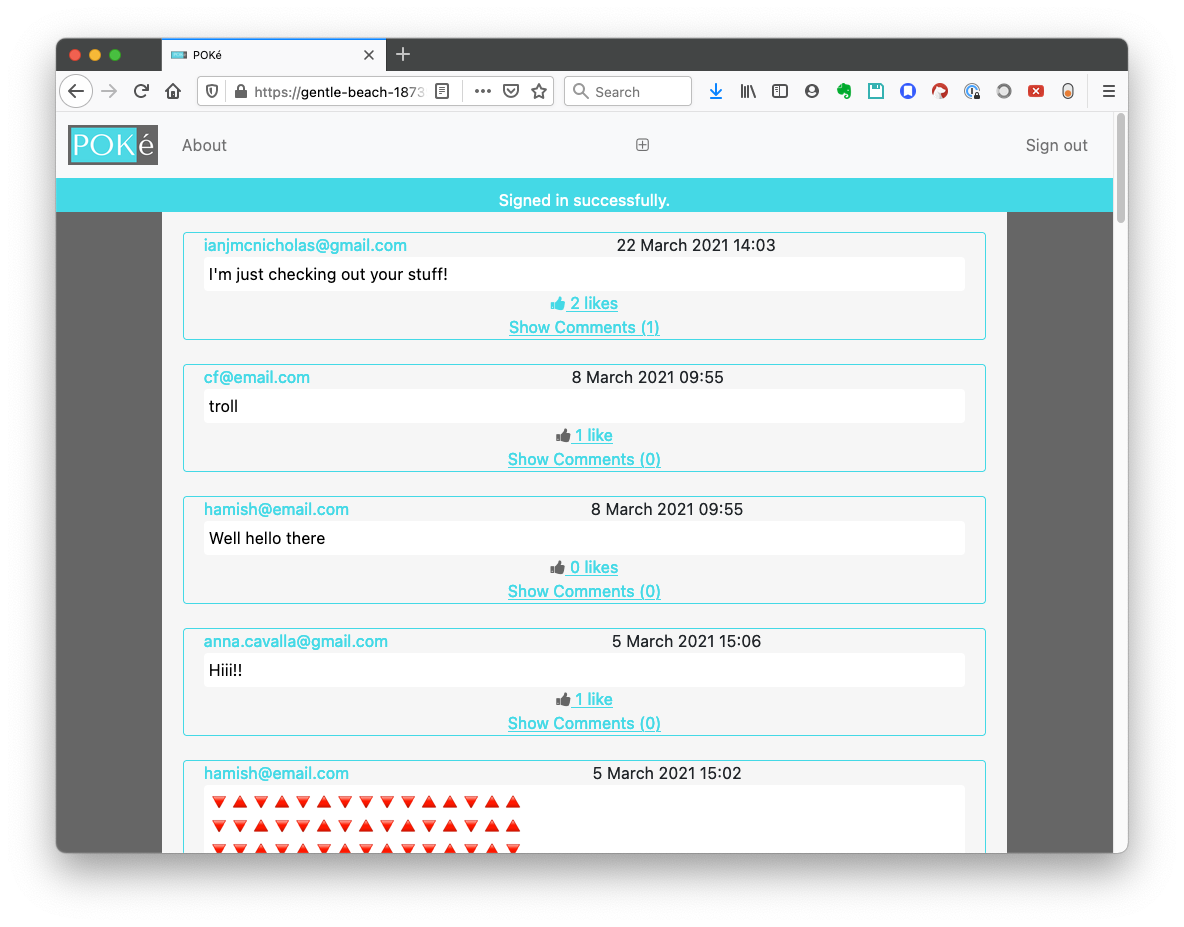 POKé
https://gentle-beach-1873
Search
POKé About Sign out
Signed in successfully.
ianjmcnicholas@gmail.com 22 March 2021 14:03
I'm just checking out your stuff!
2 likes
Show Comments (1)
cf@email.com 8 March 2021 09:55
troll
1 like
Show Comments (0)
hamish@email.com 8 March 2021 09:55
Well hello there
0 likes
Show Comments (0)
anna.cavalla@gmail.com 5 March 2021 15:06
Hiii!!
1 like
Show Comments (0)
hamish@email.com 5 March 2021 15:02